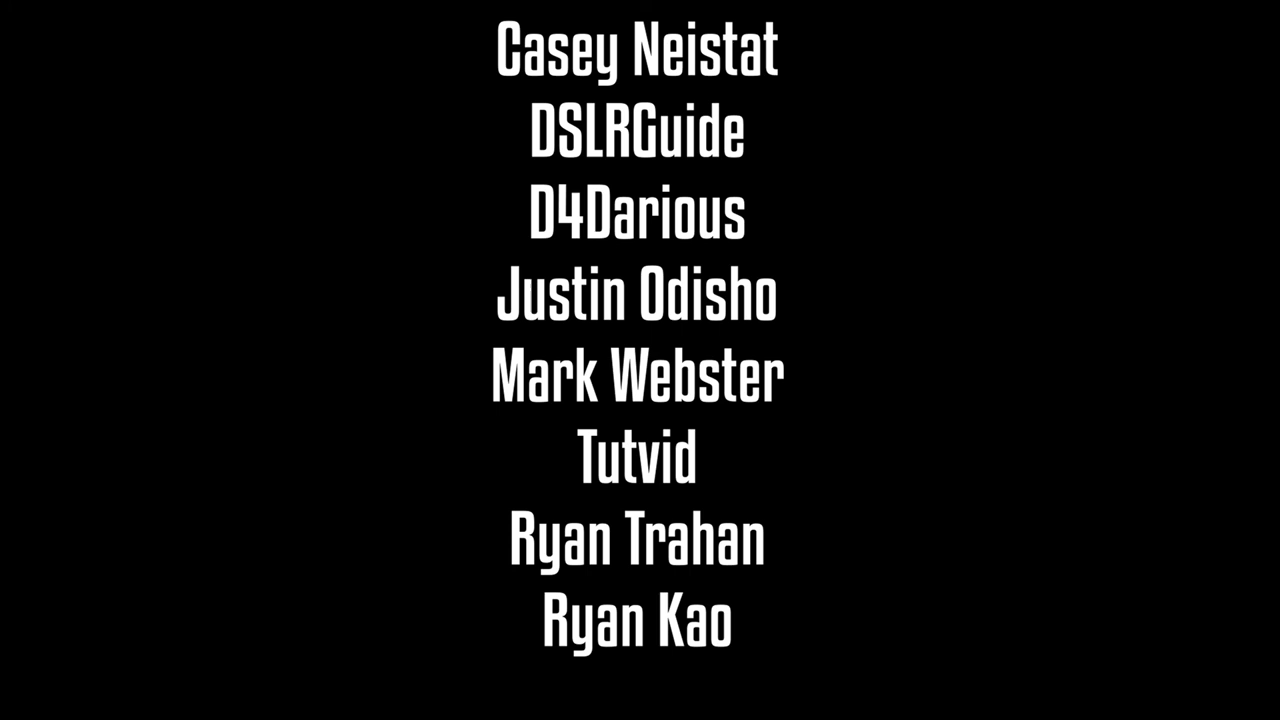 Casey Neistat
DSLRGuide
D4Darious
Justin Odisho
Mark Webster
Tutvid
Ryan Trahan
Ryan Kao